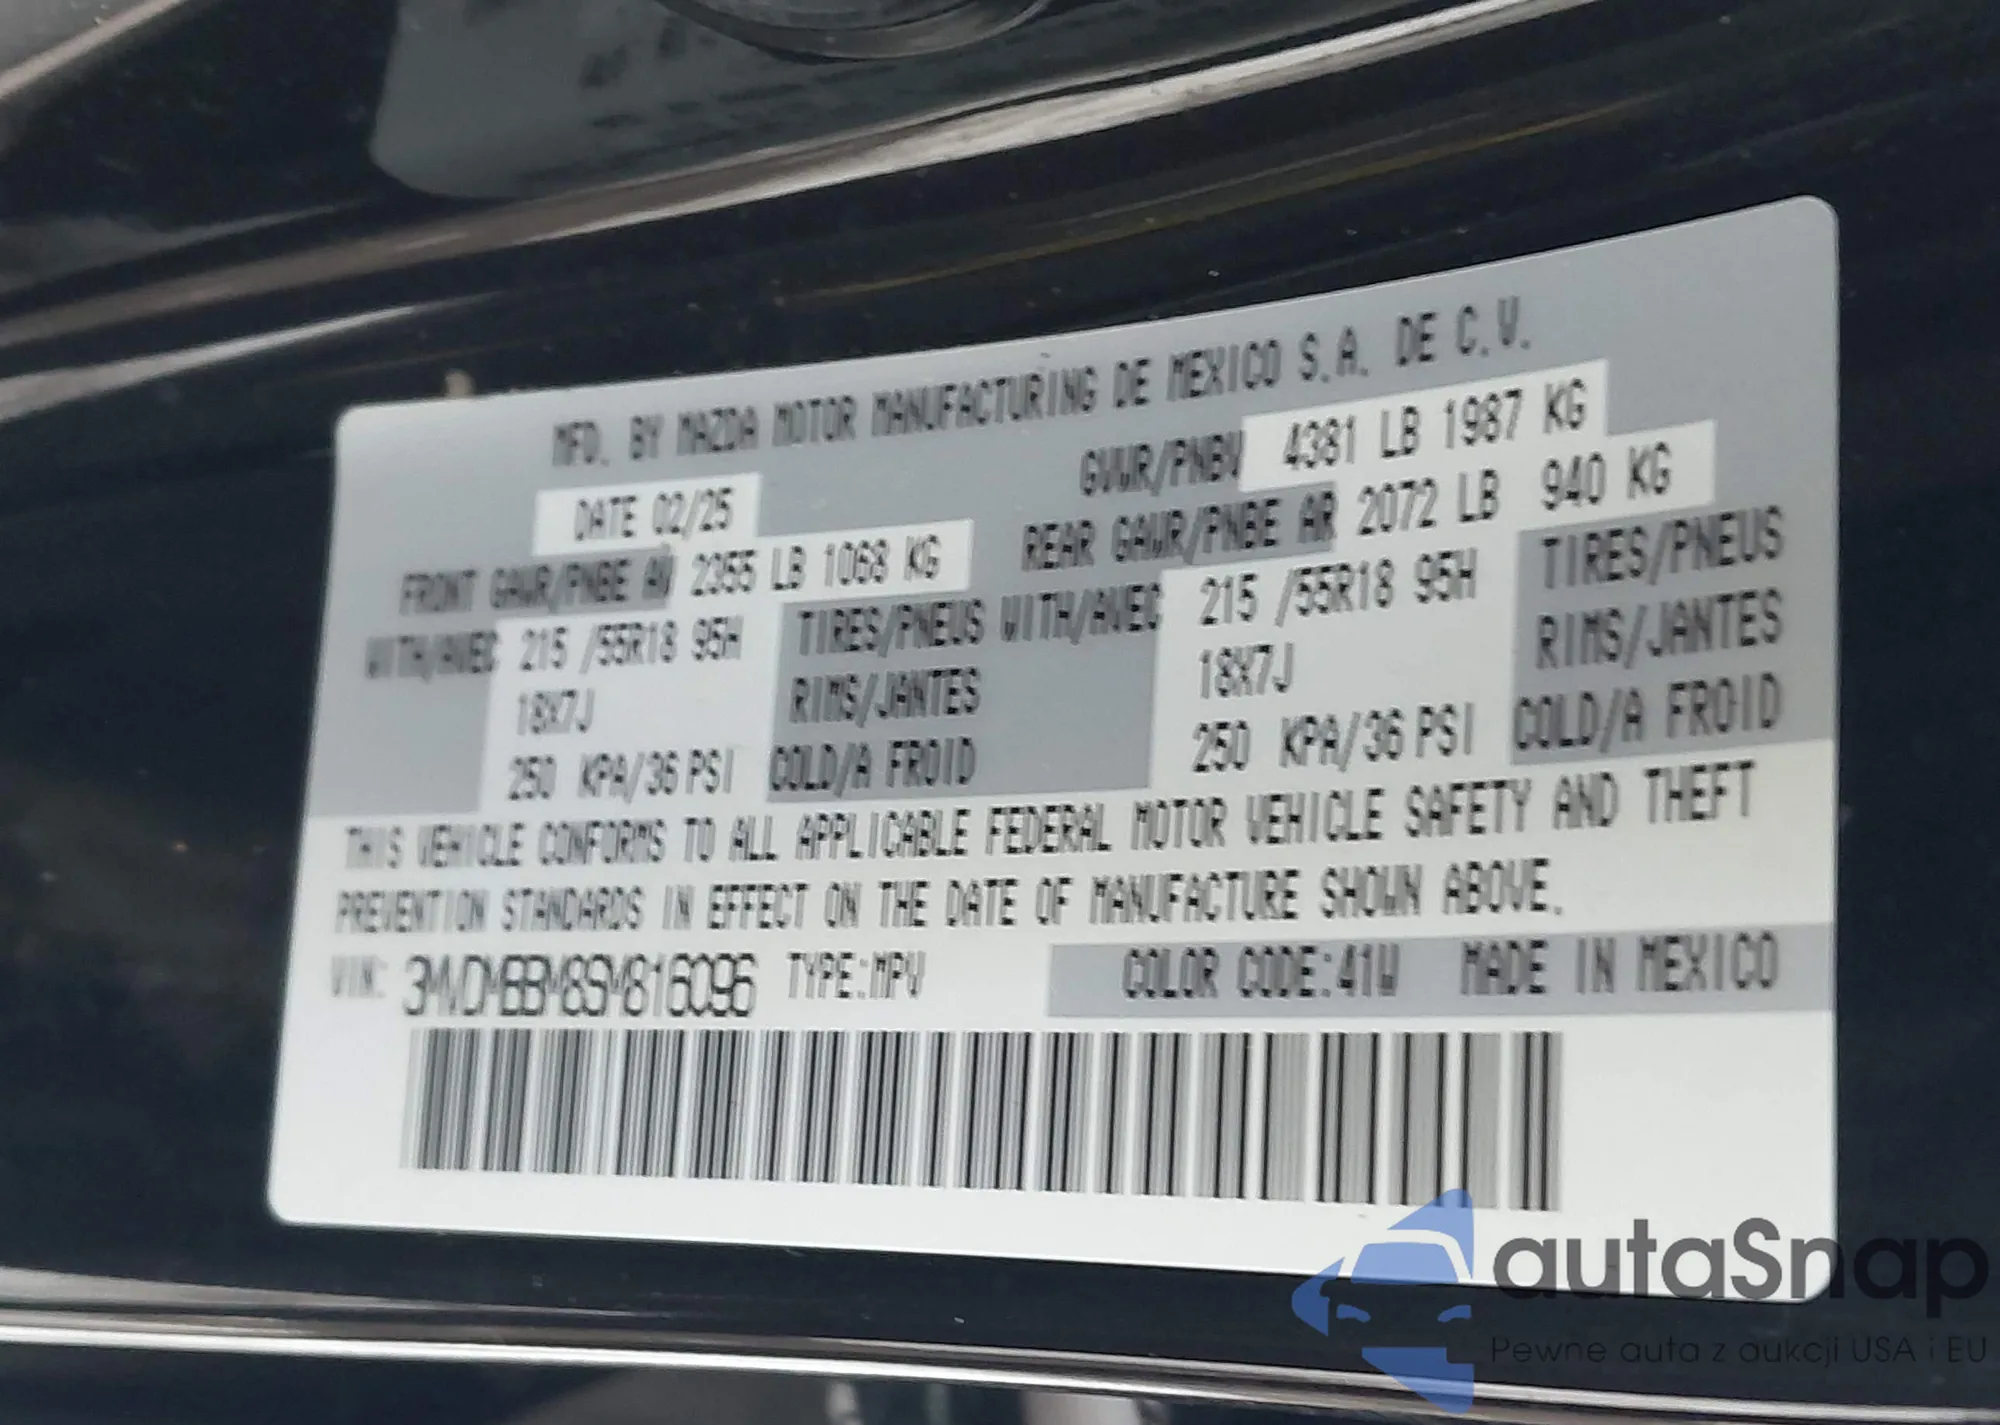 MFD. BY MAZDA MOTOR MANUFACTURING DE MEXICO S.A. DE C.V.
DATE 02/25 GVWR/PNBV 4381 LB 1987 KG
FRONT GAWR/PNBE AV 2355 LB 1068 KG REAR GAWR/PNBE AR 2072 LB 940 KG
WITH/AVEC 215 /55R18 95H TIRES/PNEUS WITH/AVEC 215 /55R18 95H TIRES/PNEUS
18X7J RIMS/JANTES 18X7J RIMS/JANTES
250 KPA/36 PSI COLD/A FROID 250 KPA/36 PSI COLD/A FROID
THIS VEHICLE CONFORMS TO ALL APPLICABLE FEDERAL MOTOR VEHICLE SAFETY AND THEFT
PREVENTION STANDARDS IN EFFECT ON THE DATE OF MANUFACTURE SHOWN ABOVE.
VIN: 3MVDMBBM8SM816096 TYPE:MPV COLOR CODE:41W MADE IN MEXICO
autaSnap
Pewne auta z aukcji USA i EU